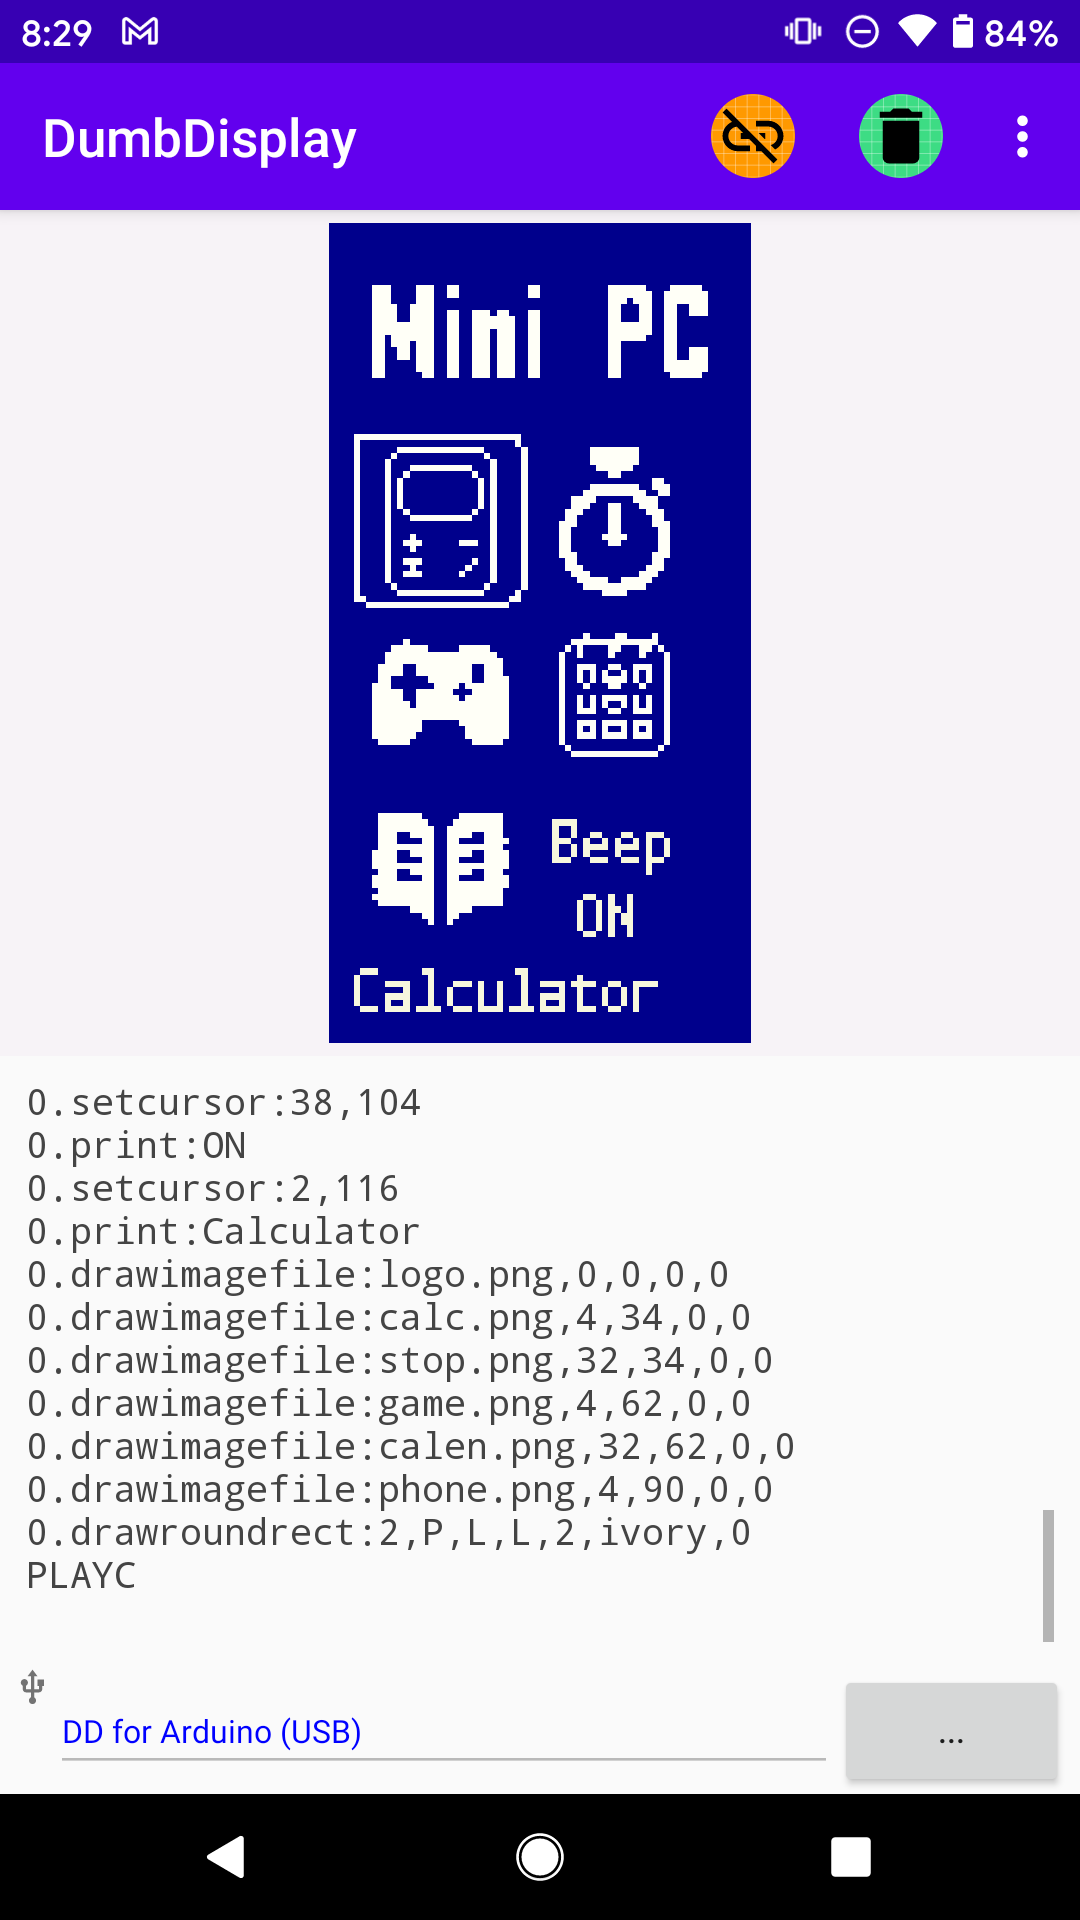 8:29
84%
DumbDisplay
Mini PC
Beep
ON
Calculator
0.setcursor:38,104
0.print:ON
0.setcursor:2,116
0.print:Calculator
0.drawimagefile:logo.png,0,0,0,0
0.drawimagefile:calc.png,4,34,0,0
0.drawimagefile:stop.png,32,34,0,0
0.drawimagefile:game.png,4,62,0,0
0.drawimagefile:calen.png,32,62,0,0
0.drawimagefile:phone.png,4,90,0,0
0.drawroundrect:2,P,L,L,2,ivory,0
PLAYC
DD for Arduino (USB)
...